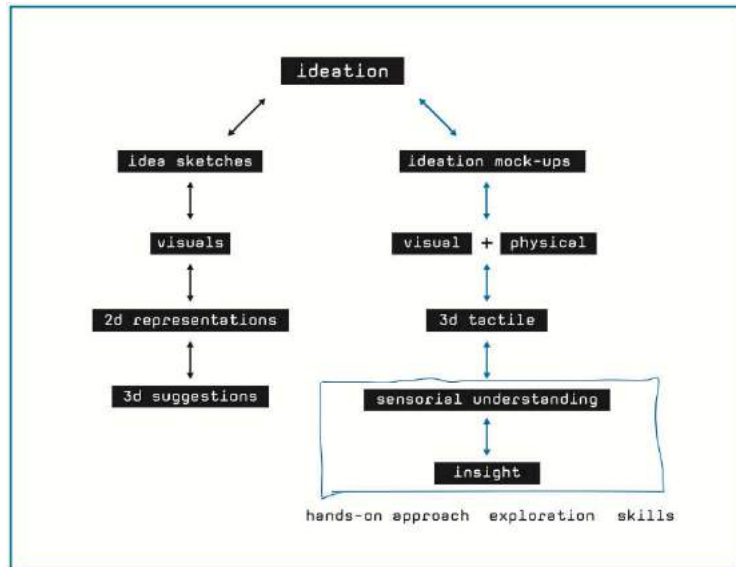 ideation
idea sketches
ideation mock-ups
visuals
visual + physical
2d representations
3d tactile
3d suggestions
sensorial understanding
insight
hands-on approach exploration skills